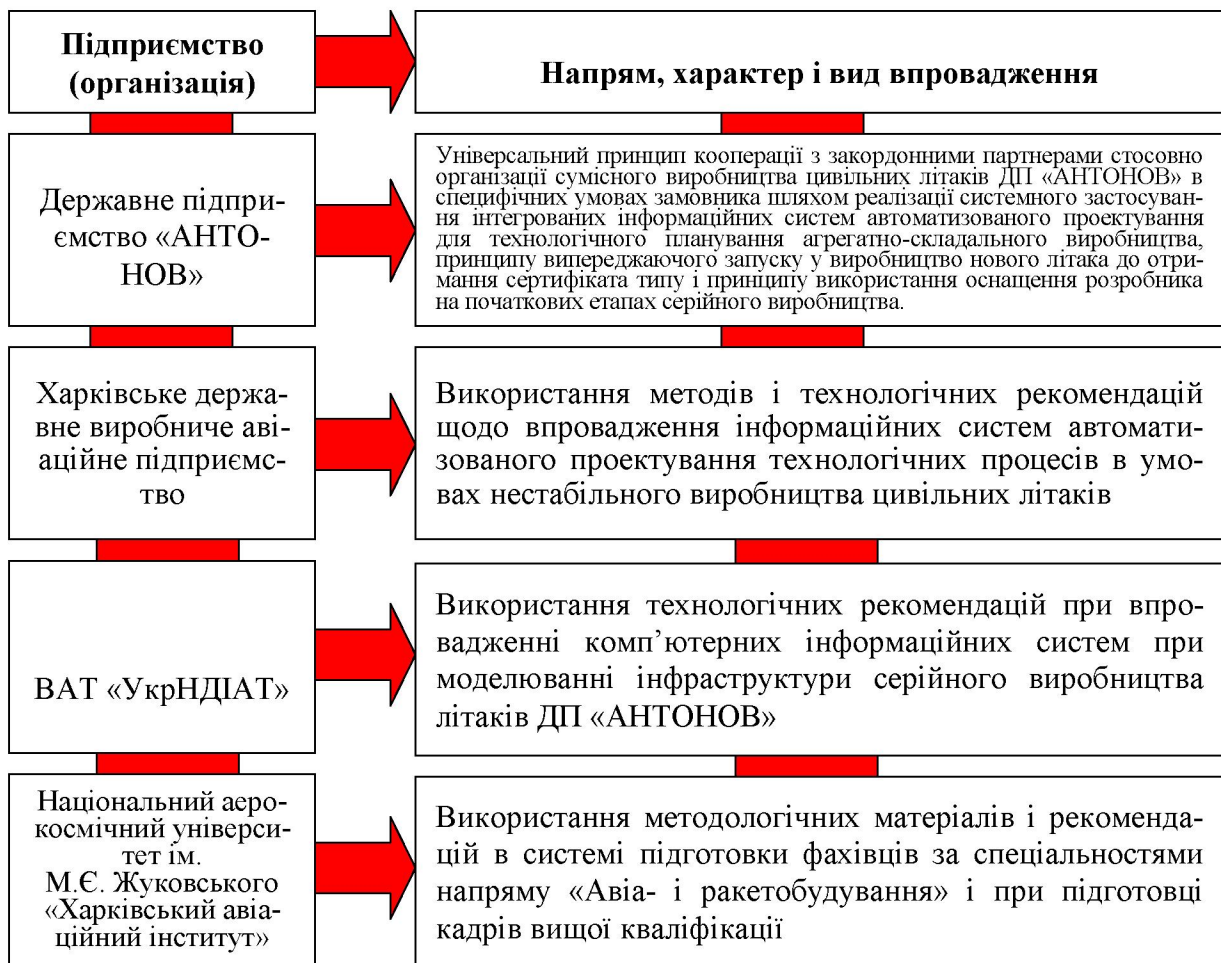 Підприємство
(організація)
Напрям, характер і вид впровадження
Державне підпри-
ємство «АНТО-
НОВ»
Універсальний принцип кооперації з закордонними партнерами стосовно
організації сумісного виробництва цивільних літаків ДП «АНТОНОВ» в
специфічних умовах замовника шляхом реалізації системного застосуван-
ня інтегрованих інформаційних систем автоматизованого проектування
для технологічного планування агрегатно-складального виробництва,
принципу випереджаючого запуску у виробництво нового літака до отри-
мання сертифіката типу і принципу використання оснащення розробника
на початкових етапах серійного виробництва.
Харківське держа-
вне виробниче аві-
аційне підприємс-
тво
Використання методів і технологічних рекомендацій
щодо впровадження інформаційних систем автомати-
зованого проектування технологічних процесів в умо-
вах нестабільного виробництва цивільних літаків
ВАТ «УкрНДІАТ»
Використання технологічних рекомендацій при впро-
вадженні комп’ютерних інформаційних систем при
моделюванні інфраструктури серійного виробництва
літаків ДП «АНТОНОВ»
Національний аеро-
космічний універси-
тет ім.
М.Є. Жуковського
«Харківський авіа-
ційний інститут»
Використання методологічних матеріалів і рекоменда-
цій в системі підготовки фахівців за спеціальностями
напряму «Авіа- і ракетобудування» і при підготовці
кадрів вищої кваліфікації